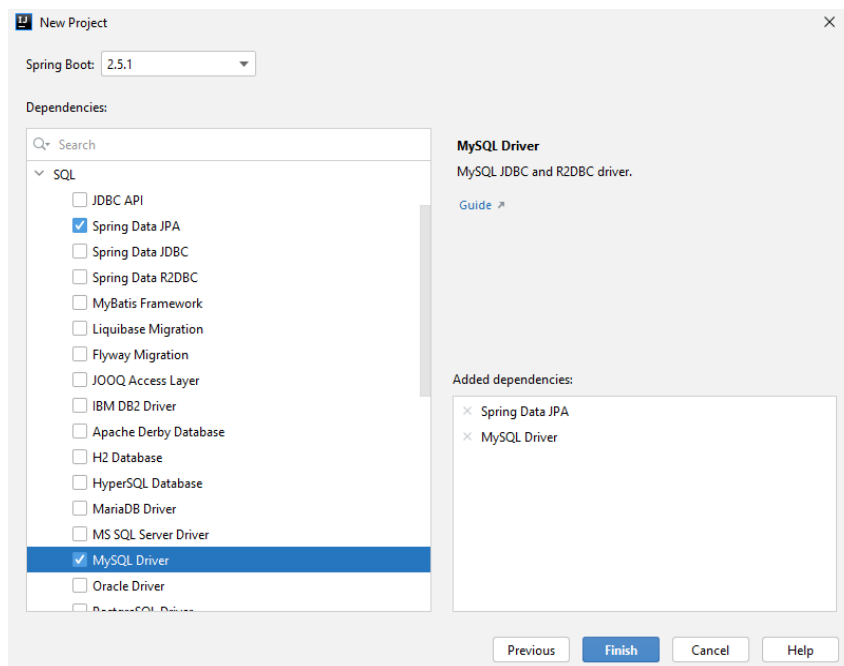 New Project
Spring Boot: 2.5.1
Dependencies:
Search
SQL
JDBC API
Spring Data JPA
Spring Data JDBC
Spring Data R2DBC
MyBatis Framework
Liquibase Migration
Flyway Migration
JOOQ Access Layer
IBM DB2 Driver
Apache Derby Database
H2 Database
HyperSQL Database
MariaDB Driver
MS SQL Server Driver
MySQL Driver
Oracle Driver
PostgreSQL Driver
MySQL Driver
MySQL JDBC and R2DBC driver.
Guide
Added dependencies:
Spring Data JPA
MySQL Driver
Previous
Finish
Cancel
Help